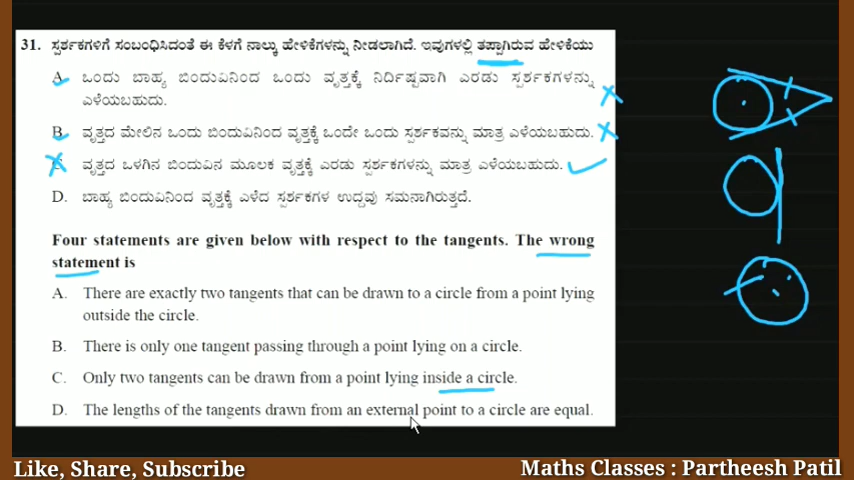 31. ಸ್ಪರ್ಶಕಗಳಿಗೆ ಸಂಬಂಧಿಸಿದಂತೆ ಈ ಕೆಳಗೆ ನಾಲ್ಕು ಹೇಳಿಕೆಗಳನ್ನು ನೀಡಲಾಗಿದೆ. ಇವುಗಳಲ್ಲಿ ತಪ್ಪಾಗಿರುವ ಹೇಳಿಕೆಯು
A. ಒಂದು ಬಾಹ್ಯ ಬಿಂದುವಿನಿಂದ ಒಂದು ವೃತ್ತಕ್ಕೆ ನಿರ್ದಿಷ್ಟವಾಗಿ ಎರಡು ಸ್ಪರ್ಶಕಗಳನ್ನು
ಎಳೆಯಬಹುದು.
B. ವೃತ್ತದ ಮೇಲಿನ ಒಂದು ಬಿಂದುವಿನಿಂದ ವೃತ್ತಕ್ಕೆ ಒಂದೇ ಒಂದು ಸ್ಪರ್ಶಕವನ್ನು ಮಾತ್ರ ಎಳೆಯಬಹುದು.
C. ವೃತ್ತದ ಒಳಗಿನ ಬಿಂದುವಿನ ಮೂಲಕ ವೃತ್ತಕ್ಕೆ ಎರಡು ಸ್ಪರ್ಶಕಗಳನ್ನು ಮಾತ್ರ ಎಳೆಯಬಹುದು.
D. ಬಾಹ್ಯ ಬಿಂದುವಿನಿಂದ ವೃತ್ತಕ್ಕೆ ಎಳೆದ ಸ್ಪರ್ಶಕಗಳ ಉದ್ದವು ಸಮನಾಗಿರುತ್ತದೆ.
Four statements are given below with respect to the tangents. The wrong
statement is
A. There are exactly two tangents that can be drawn to a circle from a point lying
outside the circle.
B. There is only one tangent passing through a point lying on a circle.
C. Only two tangents can be drawn from a point lying inside a circle.
D. The lengths of the tangents drawn from an external point to a circle are equal.
Like, Share, Subscribe
Maths Classes : Partheesh Patil